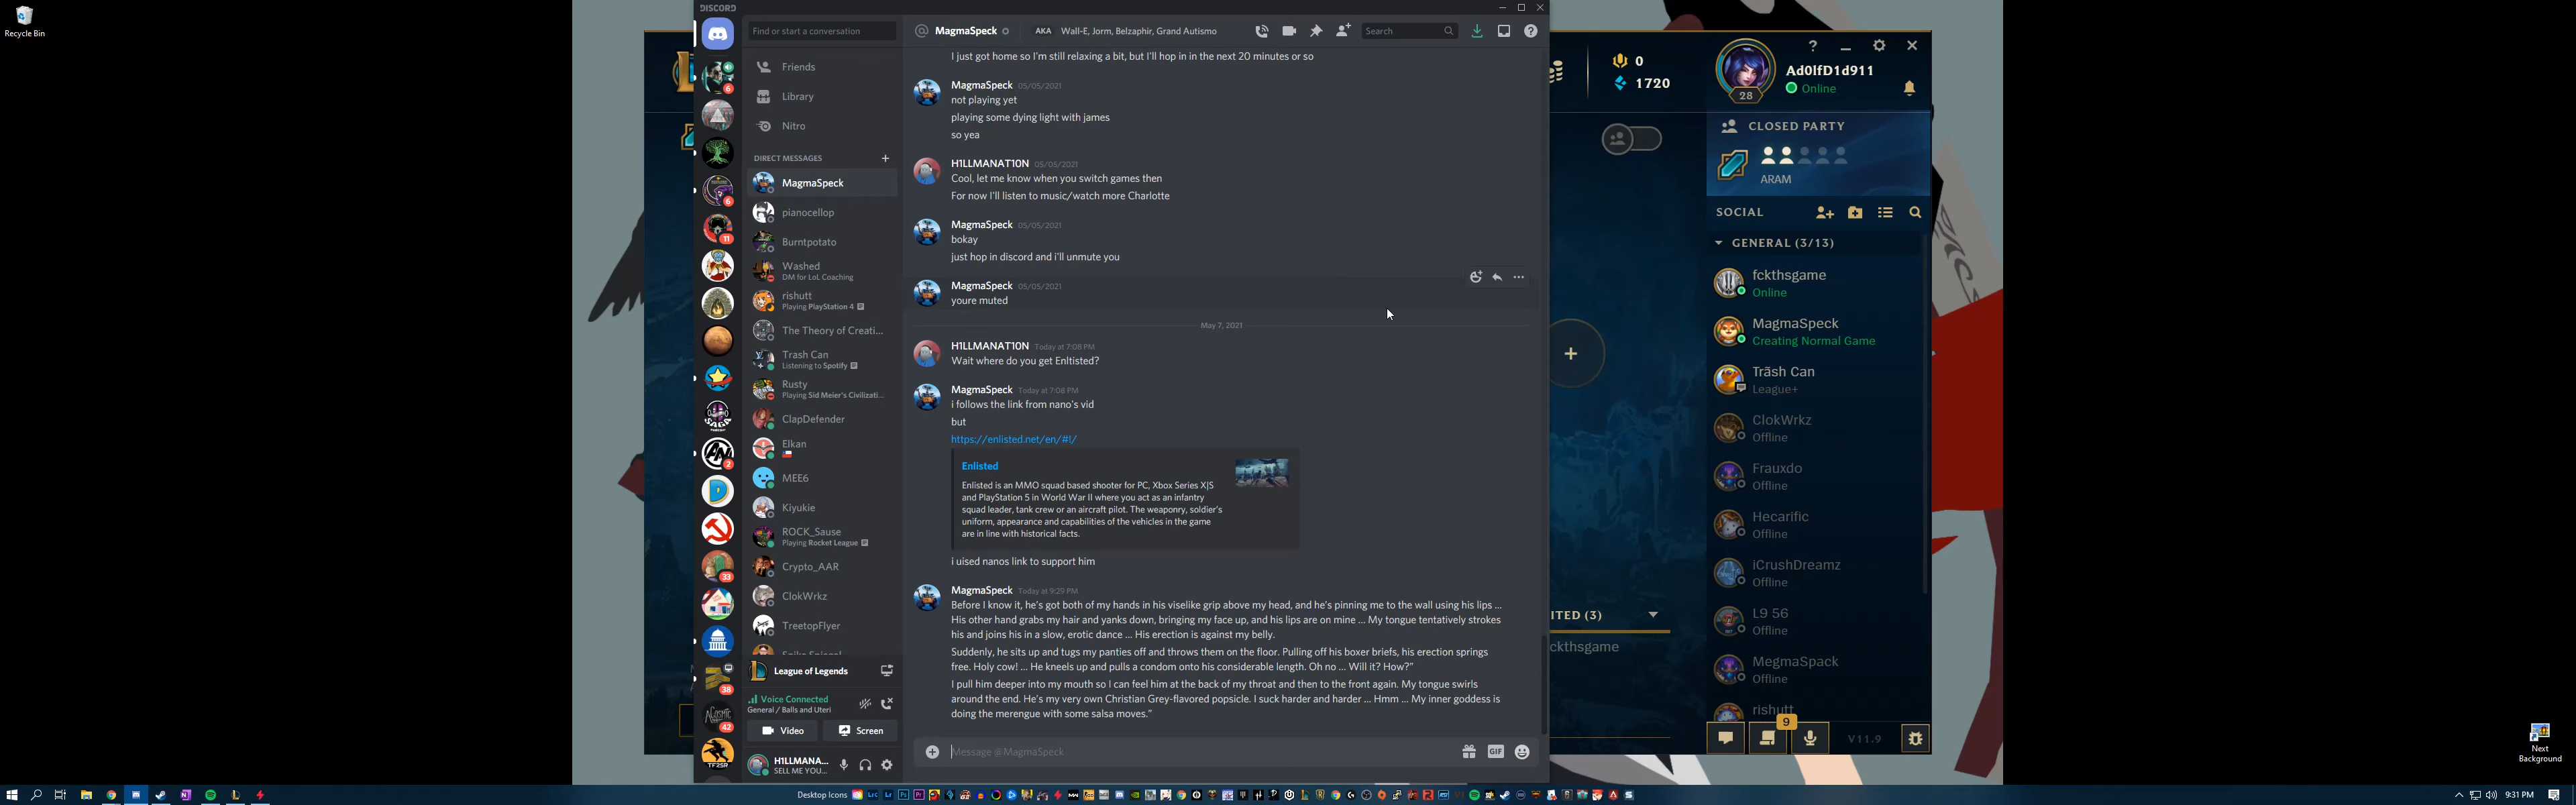 Recycle Bin
DISCORD
Find or start a conversation
Friends
Library
Nitro
DIRECT MESSAGES
MagmaSpeck
pianocellop
Burntpotato
Washed
DM for LoL Coaching
rishutt
Playing PlayStation 4
The Theory of Creati...
Trash Can
Listening to Spotify
Rusty
Playing Sid Meier's Civilizati...
ClapDefender
Elkan
MEE6
Kiyukie
ROCK_Sause
Playing Rocket League
Crypto_AAR
ClokWrkz
TreetopFlyer
League of Legends
Voice Connected
General / Balls and Uteri
Video
Screen
H1LLMANA...
SELL ME YOU...
6
6
11
2
33
38
42
MagmaSpeck
AKA
Wall-E, Jorm, Belzaphir, Grand Autismo
Search
I just got home so I'm still relaxing a bit, but I'll hop in in the next 20 minutes or so
MagmaSpeck 05/05/2021
not playing yet
playing some dying light with james
so yea
H1LLMANAT10N 05/05/2021
Cool, let me know when you switch games then
For now I'll listen to music/watch more Charlotte
MagmaSpeck 05/05/2021
bokay
just hop in discord and i'll unmute you
MagmaSpeck 05/05/2021
youre muted
May 7, 2021
H1LLMANAT10N Today at 7:08 PM
Wait where do you get Enltisted?
MagmaSpeck Today at 7:08 PM
i follows the link from nano's vid
but
https://enlisted.net/en/#!/
Enlisted
Enlisted is an MMO squad based shooter for PC, Xbox Series X|S
and PlayStation 5 in World War II where you act as an infantry
squad leader, tank crew or an aircraft pilot. The weaponry, soldier's
uniform, appearance and capabilities of the vehicles in the game
are in line with historical facts.
i uised nanos link to support him
MagmaSpeck Today at 9:29 PM
Before I know it, he's got both of my hands in his viselike grip above my head, and he's pinning me to the wall using his lips ...
His other hand grabs my hair and yanks down, bringing my face up, and his lips are on mine ... My tongue tentatively strokes
his and joins his in a slow, erotic dance ... His erection is against my belly.
Suddenly, he sits up and tugs my panties off and throws them on the floor. Pulling off his boxer briefs, his erection springs
free. Holy cow! ... He kneels up and pulls a condom onto his considerable length. Oh no ... Will it? How?"
I pull him deeper into my mouth so I can feel him at the back of my throat and then to the front again. My tongue swirls
around the end. He's my very own Christian Grey-flavored popsicle. I suck harder and harder ... Hmm ... My inner goddess is
doing the merengue with some salsa moves."
Message @MagmaSpeck
GIF
0
1720
28
Ad0lfD1d911
Online
CLOSED PARTY
ARAM
SOCIAL
GENERAL (3/13)
fckthsgame
Online
MagmaSpeck
Creating Normal Game
Trãsh Can
League+
ClokWrkz
Offline
Frauxdo
Offline
Hecarific
Offline
iCrushDreamz
Offline
L9 56
Offline
MegmaSpack
Offline
rishutt
ITED (3)
ckthsgame
9
V11.9
Next
Background
Desktop Icons
9:31 PM